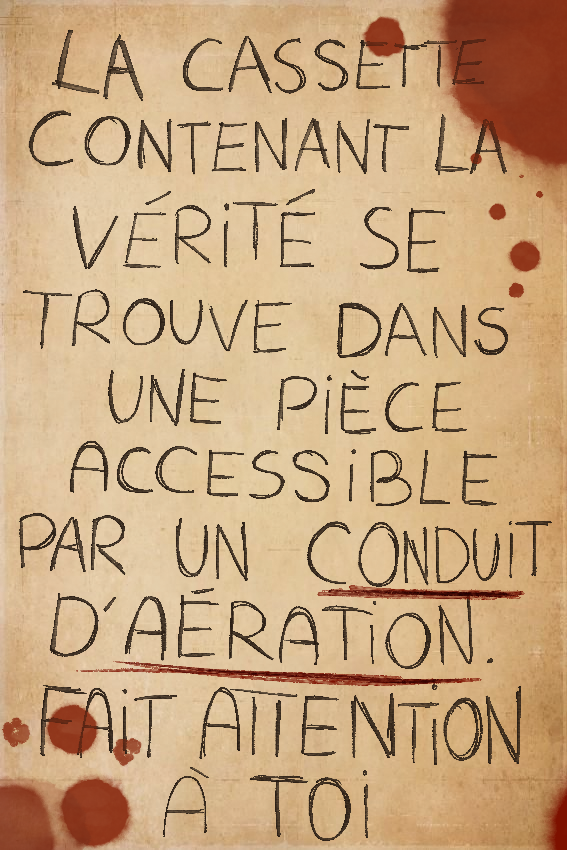 LA CASSETTE
CONTENANT LA
VÉRiTÉ SE
TROUVE DANS
UNE PiÈCE
ACCESSiBLE
PAR UN CONDUiT
D'AÉRATiON.
FAiT ATTENTiON
À TOi